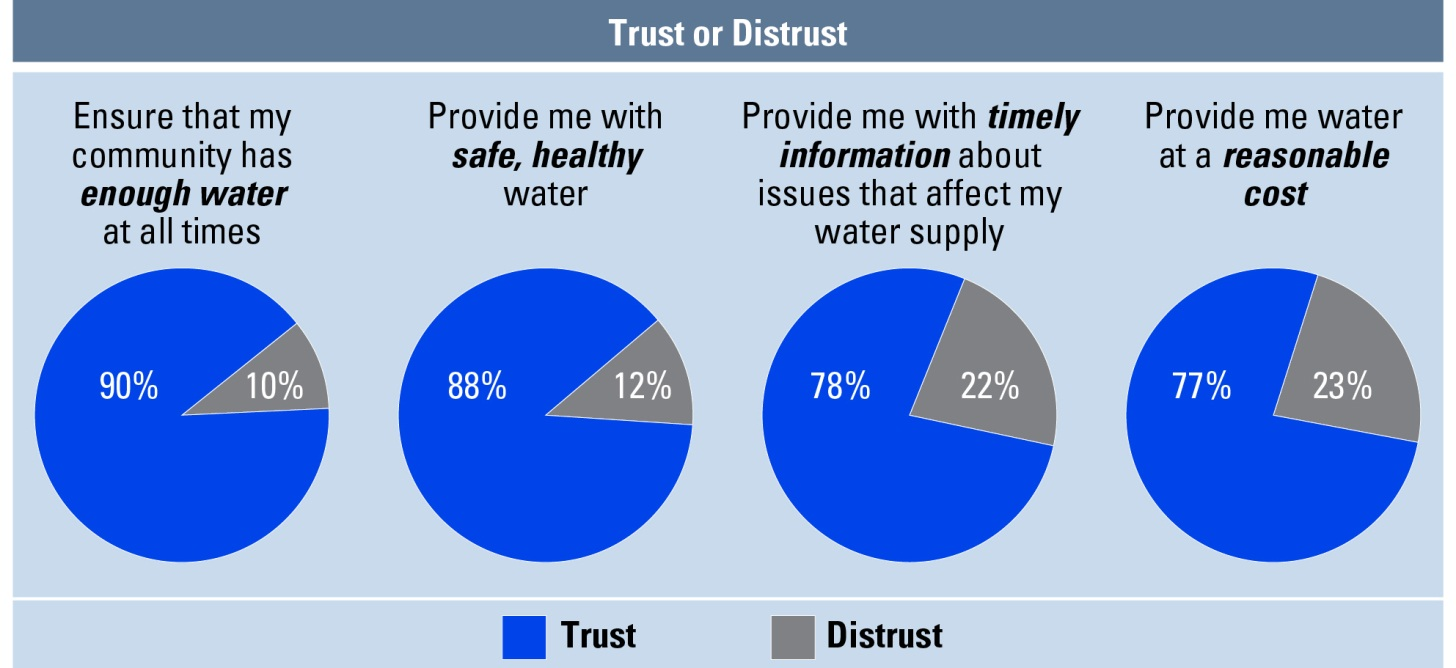 Trust or Distrust
Ensure that my
community has
enough water
at all times
Provide me with
safe, healthy
water
Provide me with timely
information about
issues that affect my
water supply
Provide me water
at a reasonable
cost
90%
10%
88%
12%
78%
22%
77%
23%
Trust
Distrust